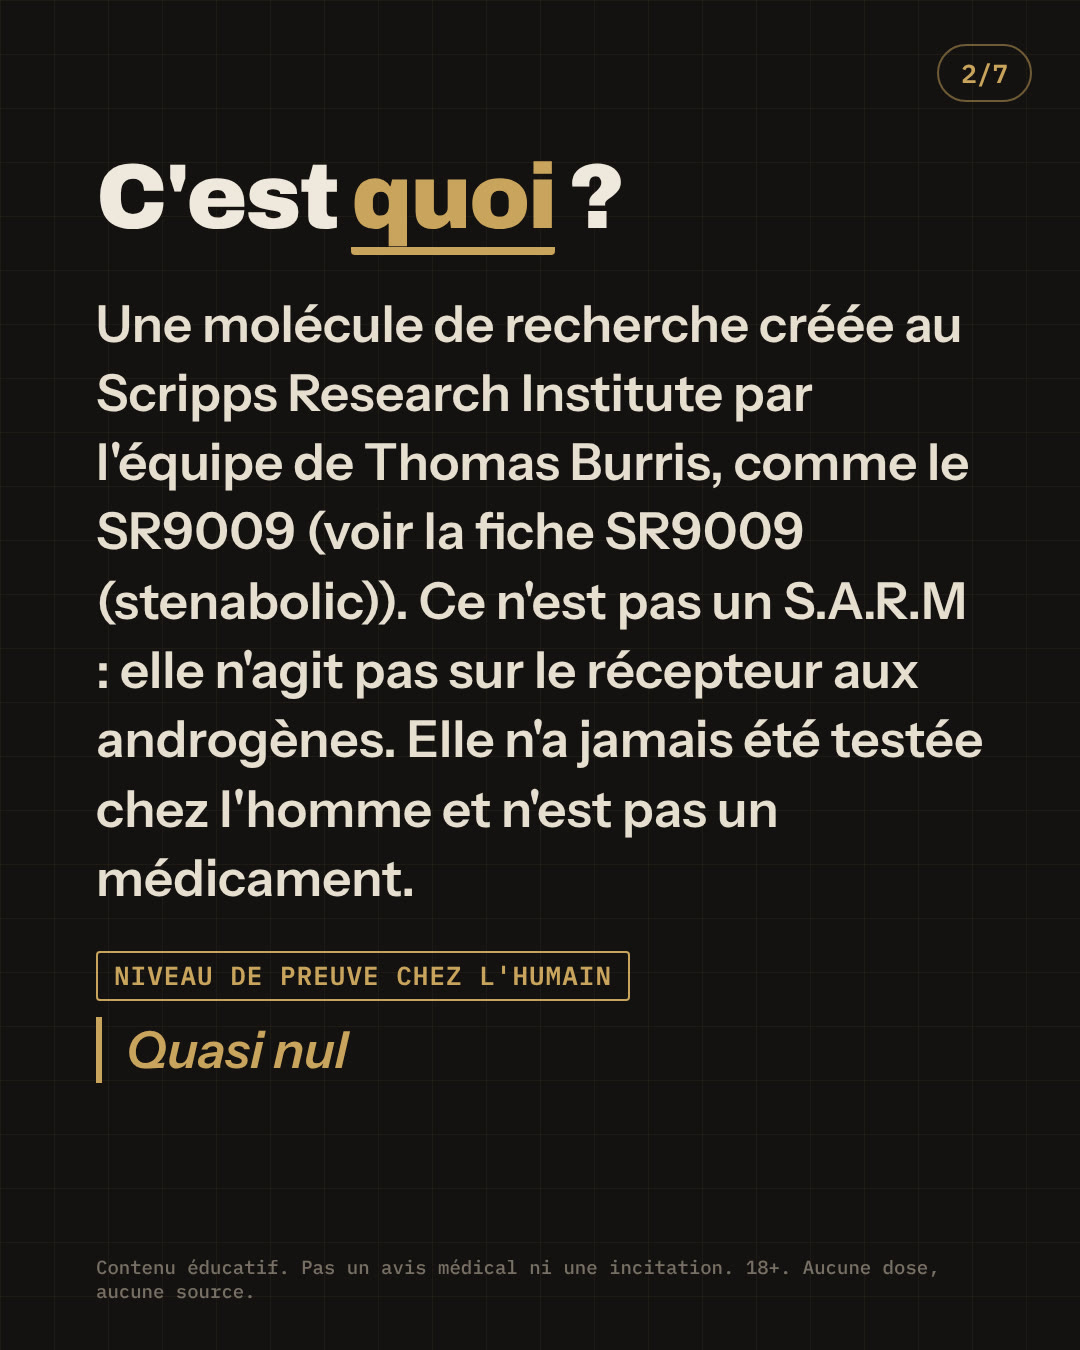 2/7
C'est quoi ?
Une molécule de recherche créée au
Scripps Research Institute par
l'équipe de Thomas Burris, comme le
SR9009 (voir la fiche SR9009
(stenabolic)). Ce n'est pas un S.A.R.M
: elle n'agit pas sur le récepteur aux
androgènes. Elle n'a jamais été testée
chez l'homme et n'est pas un
médicament.
NIVEAU DE PREUVE CHEZ L'HUMAIN
Quasi nul
Contenu éducatif. Pas un avis médical ni une incitation. 18+. Aucune dose,
aucune source.